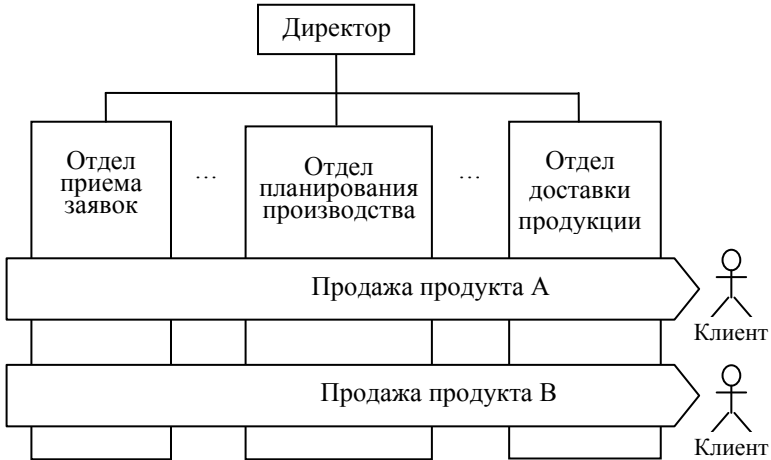 Директор
Отдел
приема
заявок
…
Отдел
планирования
производства
…
Отдел
доставки
продукции
Продажа продукта А
Клиент
Продажа продукта В
Клиент